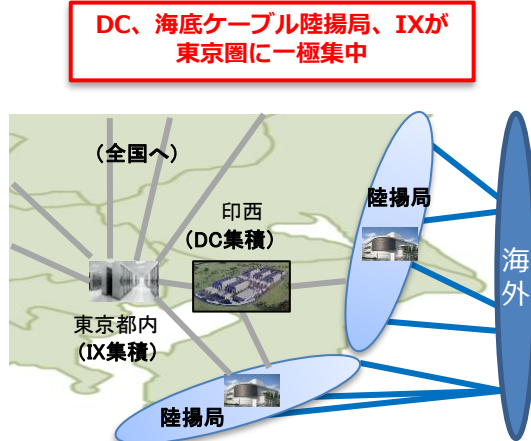 DC、海底ケーブル陸揚局、IXが
東京圏に一極集中
（全国へ）
陸揚局
印西
（DC集積）
海外
東京都内
（IX集積）
陸揚局